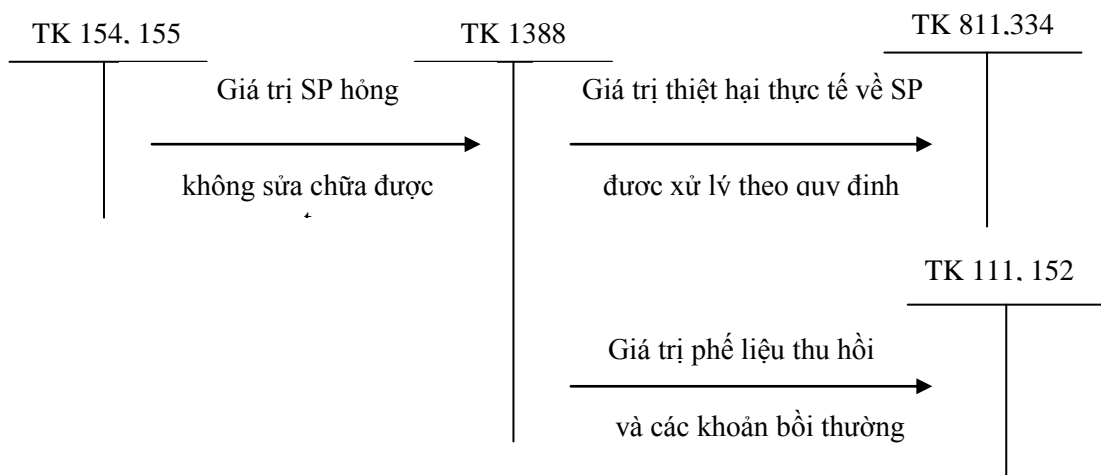 TK 154, 155
TK 1388
TK 811,334
Giá trị SP hỏng
Giá trị thiệt hại thực tế về SP
không sửa chữa được
được xử lý theo quy định
TK 111, 152
Giá trị phế liệu thu hồi
và các khoản bồi thường